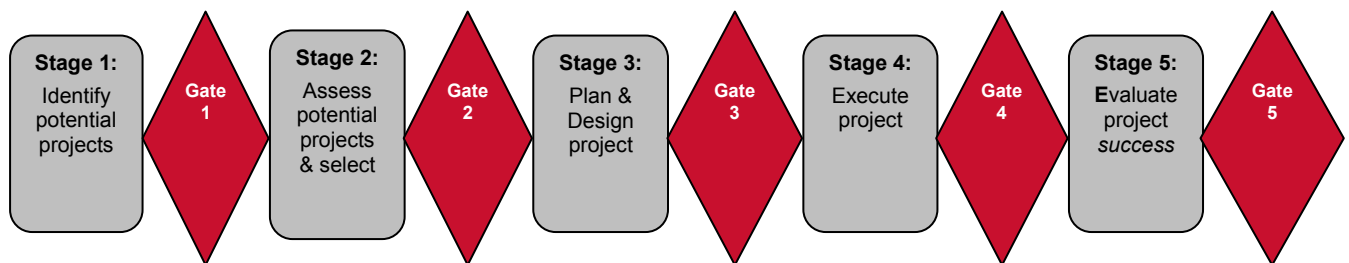 Stage 1:
Identify
potential
projects
Gate
1
Stage 2:
Assess
potential
projects
& select
Gate
2
Stage 3:
Plan &
Design
project
Gate
3
Stage 4:
Execute
project
Gate
4
Stage 5:
Evaluate
project
success
Gate
5